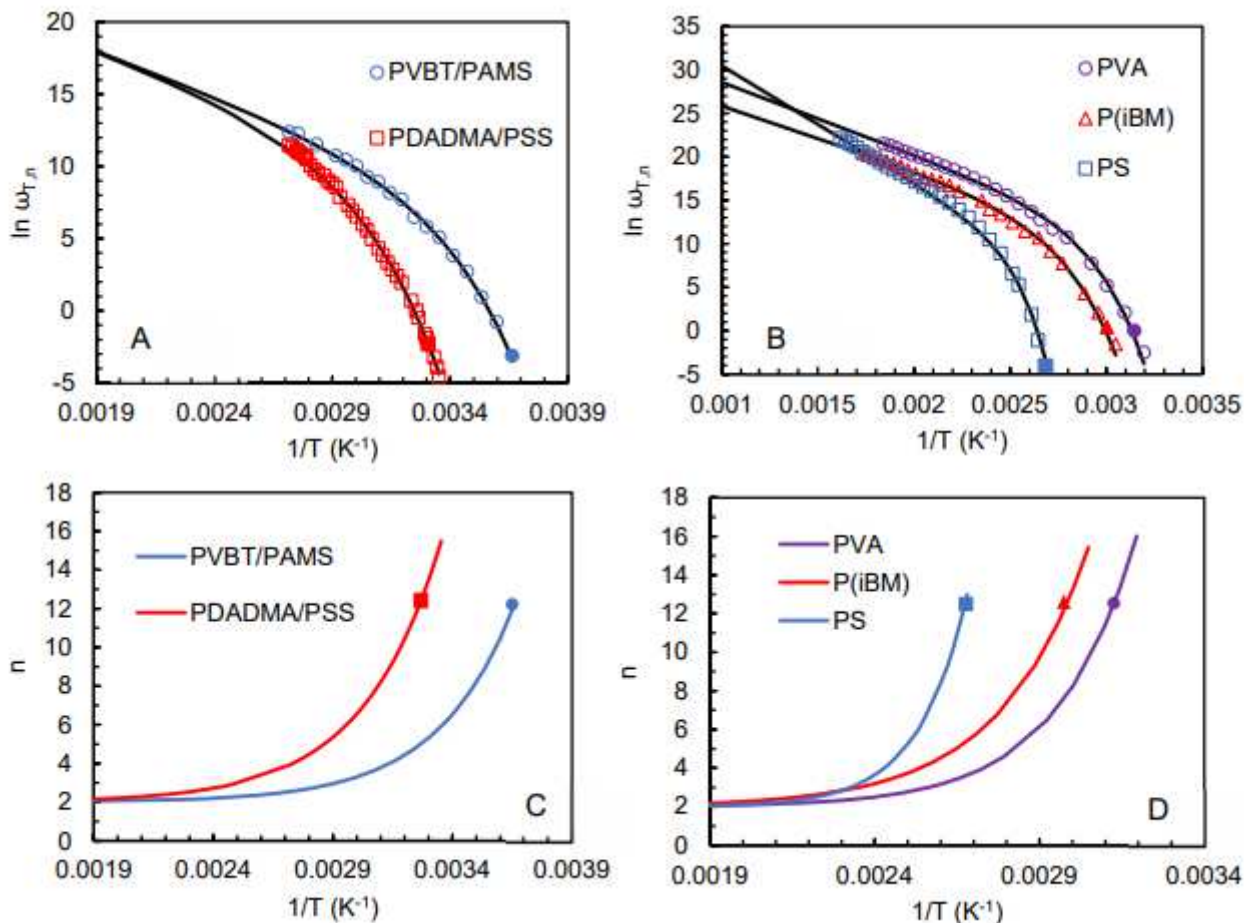 20
15
10
5
0
-5
ln ω_T,n
PVBT/PAMS
PDADMA/PSS
A
0.0019 0.0024 0.0029 0.0034 0.0039
1/T (K⁻¹)
35
30
25
20
15
10
5
0
-5
ln ω_T,n
PVA
P(iBM)
PS
B
0.001 0.0015 0.002 0.0025 0.003 0.0035
1/T (K⁻¹)
18
16
14
12
10
8
6
4
2
0
n
PVBT/PAMS
PDADMA/PSS
C
0.0019 0.0024 0.0029 0.0034 0.0039
1/T (K⁻¹)
18
16
14
12
10
8
6
4
2
0
n
PVA
P(iBM)
PS
D
0.0019 0.0024 0.0029 0.0034
1/T (K⁻¹)